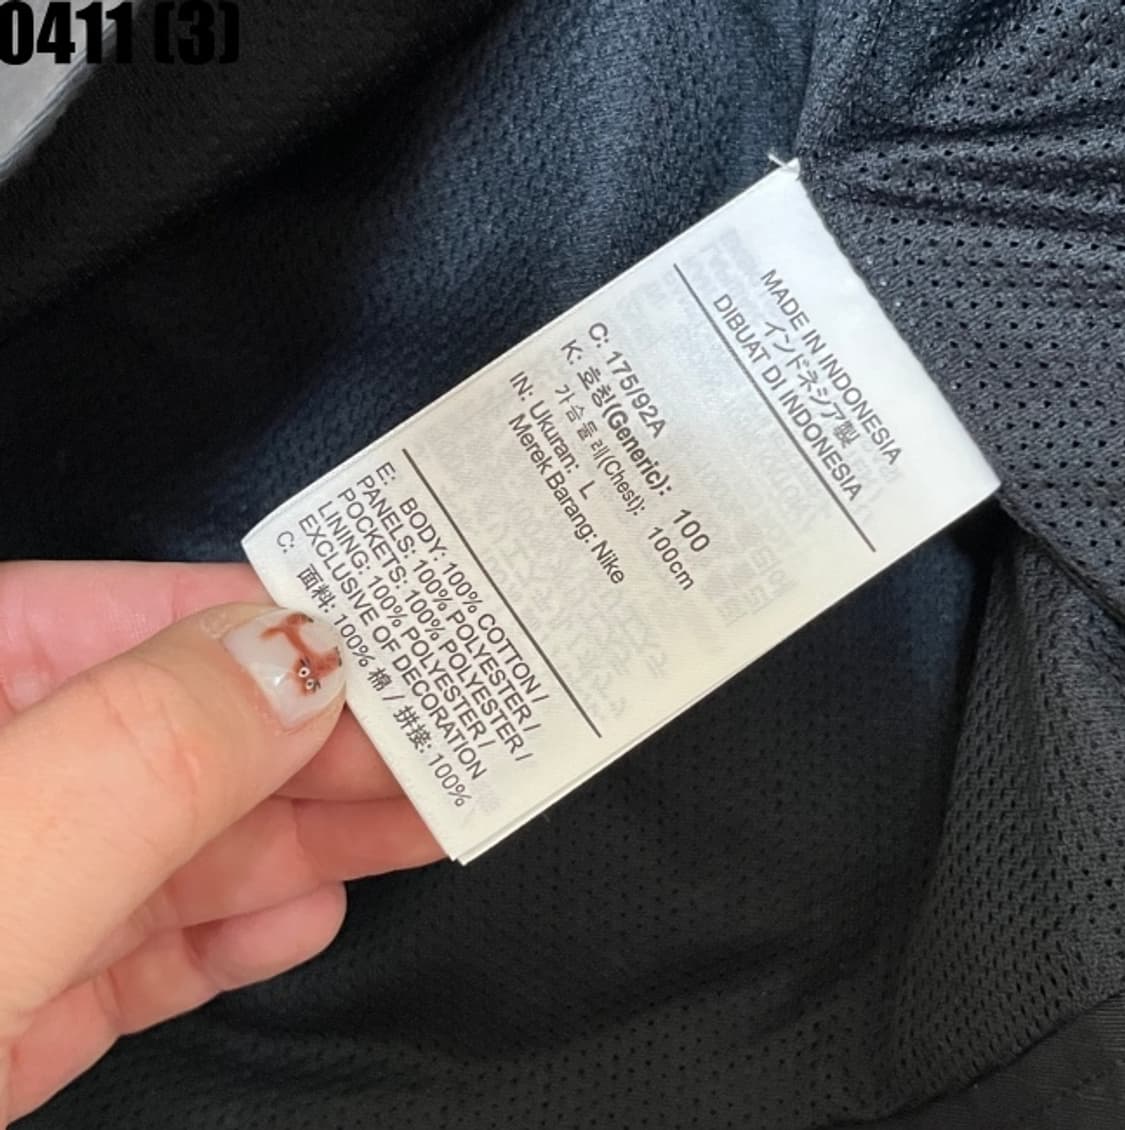 0411 (3)
MADE IN INDONESIA
インドネシア製
DIBUAT DI INDONESIA
C: 175/92A
K: 호칭(Generic): 100
가슴둘레(Chest): 100cm
IN: Ukuran: L
Merek Barang: Nike
E: BODY: 100% COTTON/
PANELS: 100% POLYESTER/
POCKETS: 100% POLYESTER/
LINING: 100% POLYESTER/
EXCLUSIVE OF DECORATION
C: 面料: 100% 棉 / 拼接: 100%